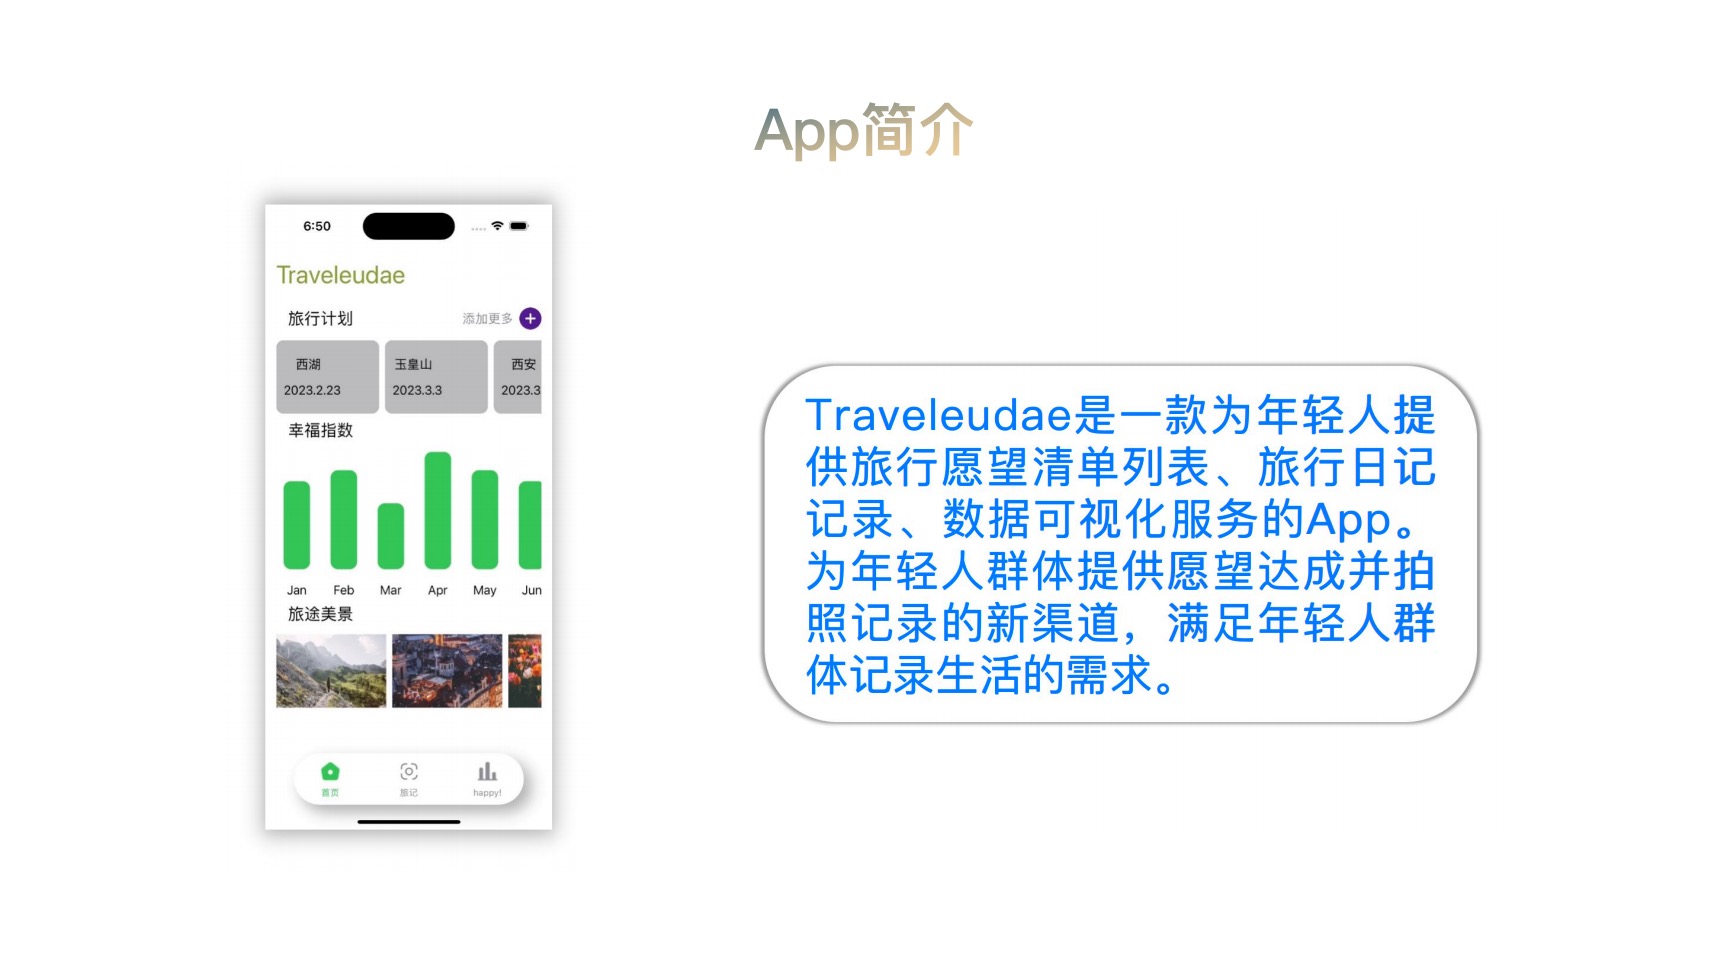 App简介
6:50
Traveleudae
旅行计划
添加更多
西湖
玉皇山
西安
2023.2.23
2023.3.3
2023.3
幸福指数
Jan
Feb
Mar
Apr
May
Jun
旅途美景
首页
旅记
happy!
Traveleudae是一款为年轻人提
供旅行愿望清单列表、旅行日记
记录、数据可视化服务的App。
为年轻人群体提供愿望达成并拍
照记录的新渠道，满足年轻人群
体记录生活的需求。